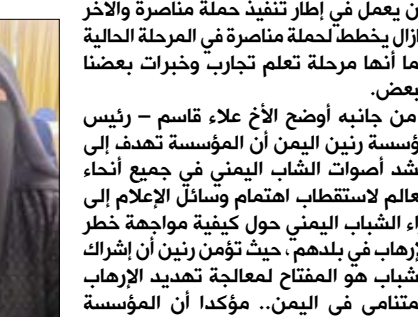 ن يعمل في إطار تنفيذ حملة مناصرة والآخر
ازال يخطط لحملة مناصرة في المرحلة الحالية
ما أنها مرحلة تعلم تجارب وخبرات بعضنا
بعض.
من جانبه أوضح الأخ علاء قاسم – رئيس
ؤسسة رنين اليمن أن المؤسسة تهدف إلى
شد أصوات الشاب اليمني في جميع أنحاء
عالم لاستقطاب اهتمام وسائل الإعلام إلى
اء الشباب اليمني حول كيفية مواجهة خطر
إرهاب في بلدهم، حيث تؤمن رنين أن إشراك
شباب هو المفتاح لمعالجة تهديد الإرهاب
متنامي في اليمن.. مؤكدا أن المؤسسة